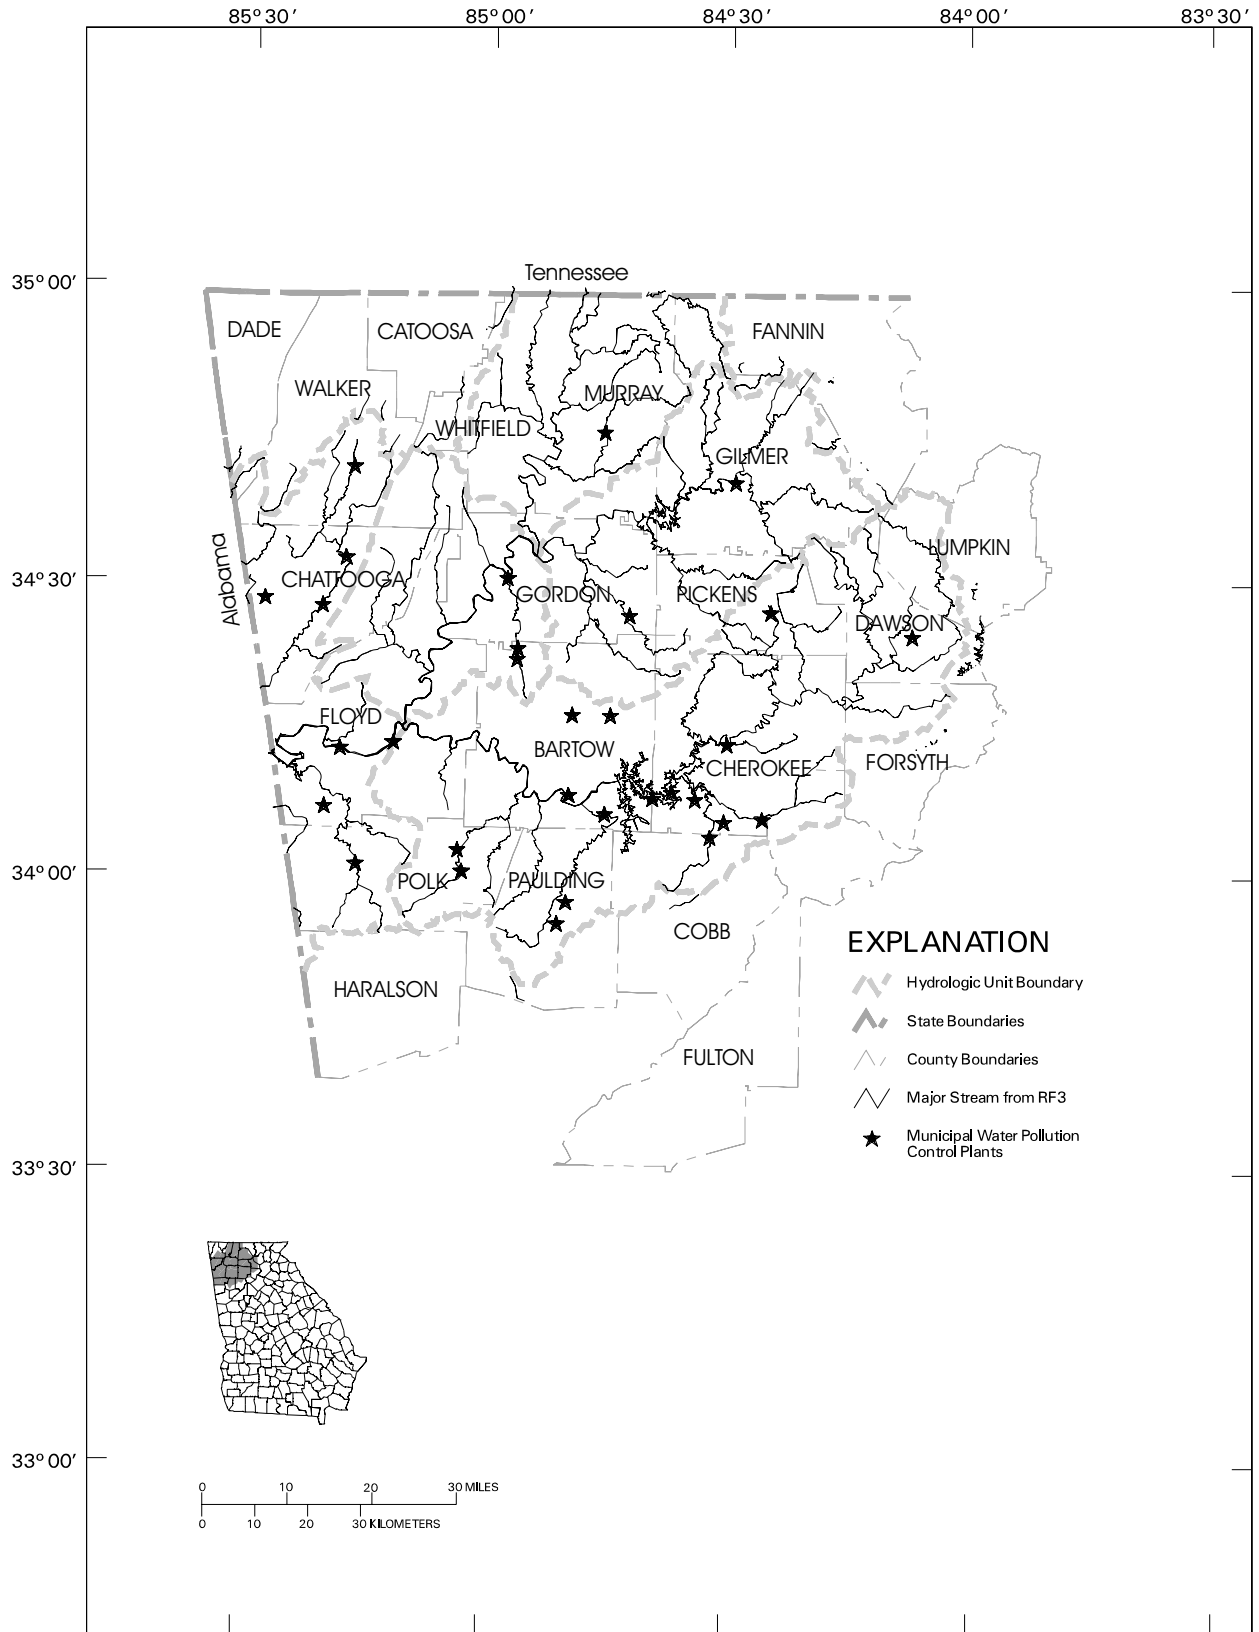 85° 30′ 85° 00′ 84° 30′ 84° 00′ 83° 30′
35° 00′
Tennessee
DADE
CATOOSA
FANNIN
WALKER
MURRAY
WHITFIELD
GILMER
Alabama
LUMPKIN
34° 30′
CHATTOOGA
GORDON
PICKENS
DAWSON
FLOYD
BARTOW
CHEROKEE
FORSYTH
34° 00′
POLK
PAULDING
COBB
HARALSON
FULTON
EXPLANATION
Hydrologic Unit Boundary
State Boundaries
County Boundaries
Major Stream from RF3
Municipal Water Pollution
Control Plants
33° 30′
33° 00′
0 10 20 30 MILES
0 10 20 30 KILOMETERS